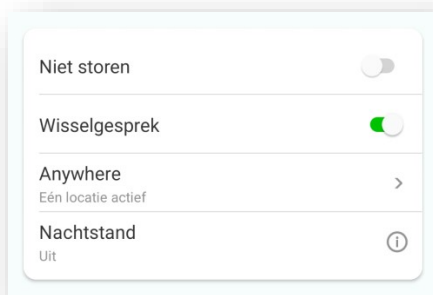 Niet storen
Wisselgesprek
Anywhere
Eén locatie actief
Nachtstand
Uit